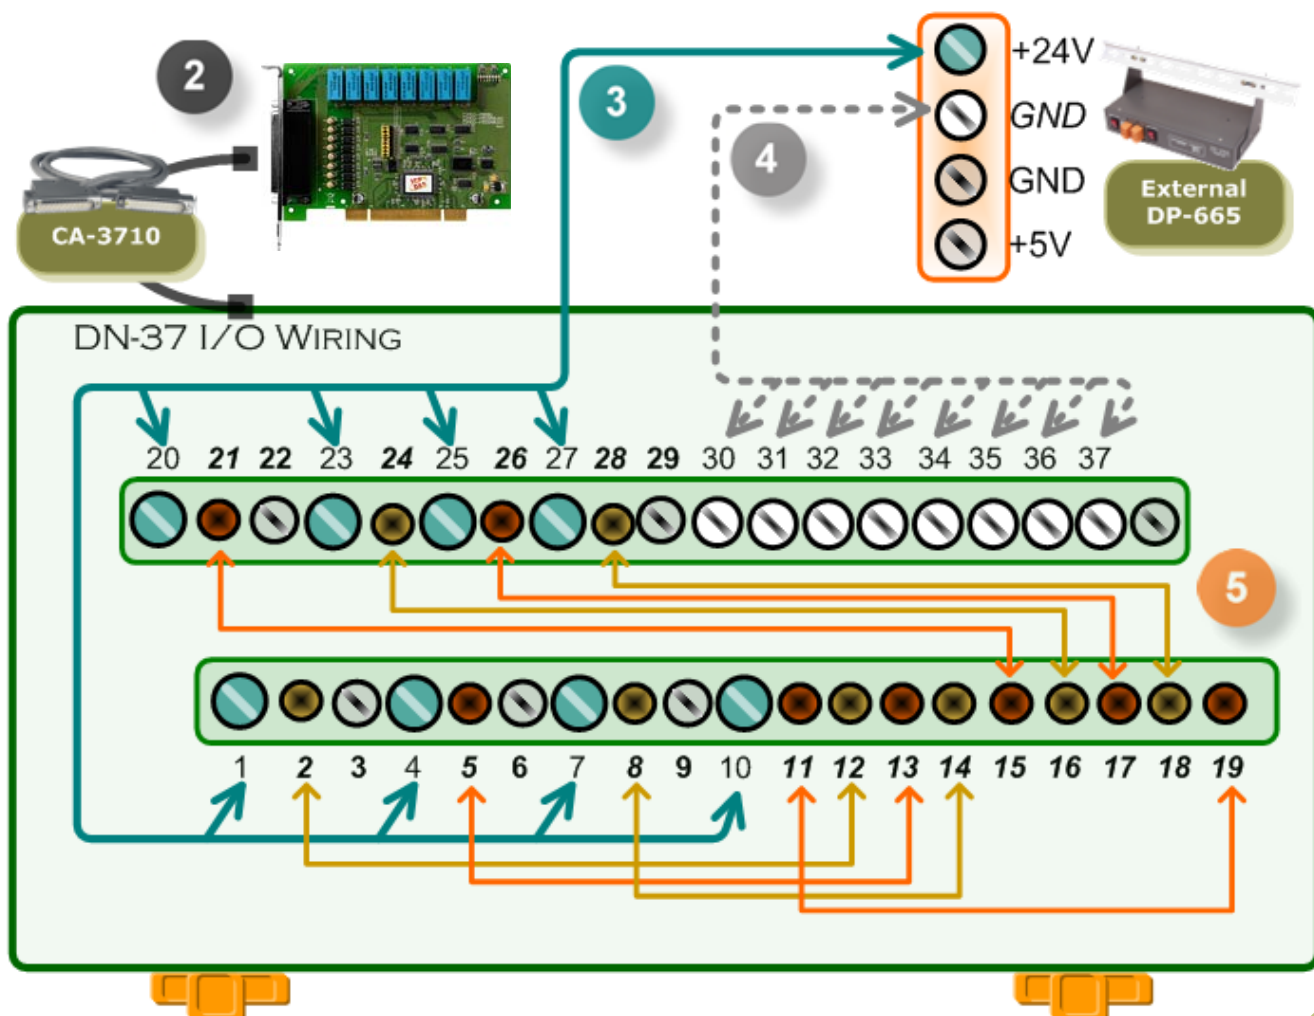 2
3
+24V
GND
GND
+5V
4
External
DP-665
CA-3710
DN-37 I/O WIRING
20 21 22 23 24 25 26 27 28 29 30 31 32 33 34 35 36 37
5
1 2 3 4 5 6 7 8 9 10 11 12 13 14 15 16 17 18 19